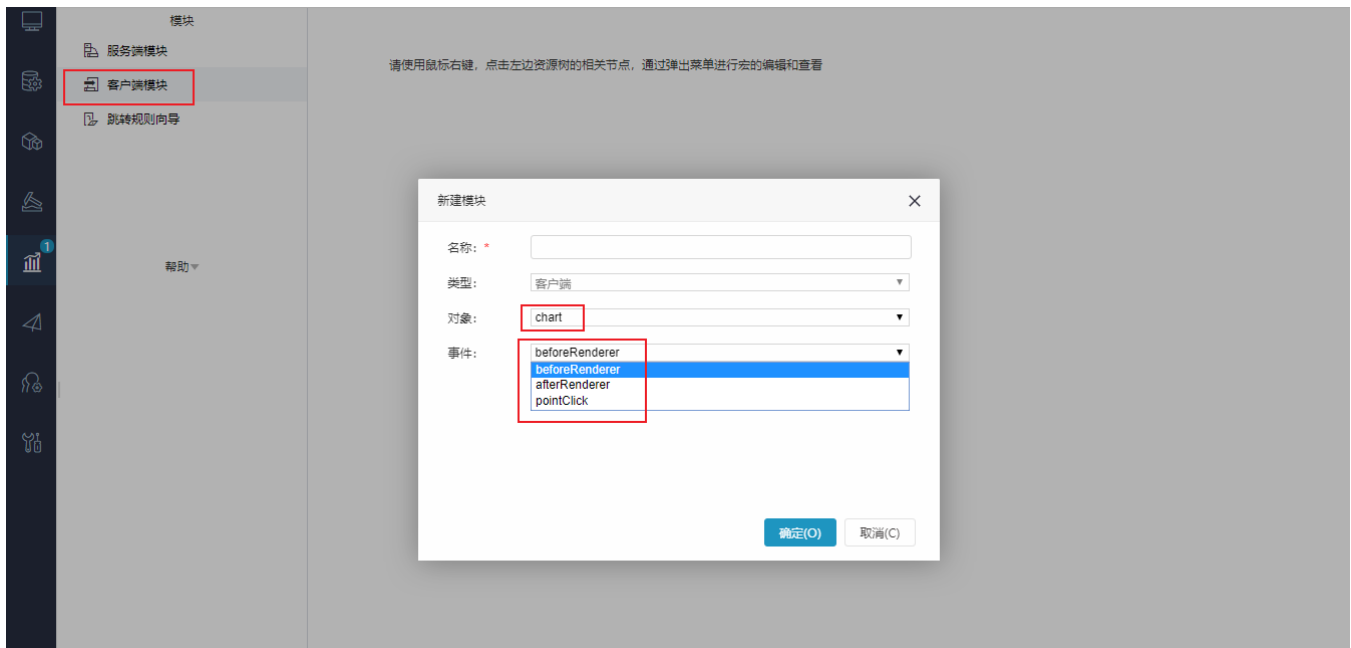 模块
服务端模块
客户端模块
跳转规则向导
帮助
1
请使用鼠标右键，点击左边资源树的相关节点，通过弹出菜单进行宏的编辑和查看
新建模块
名称: *
类型: 客户端
对象: chart
事件: beforeRenderer
beforeRenderer
afterRenderer
pointClick
确定(O) 取消(C)